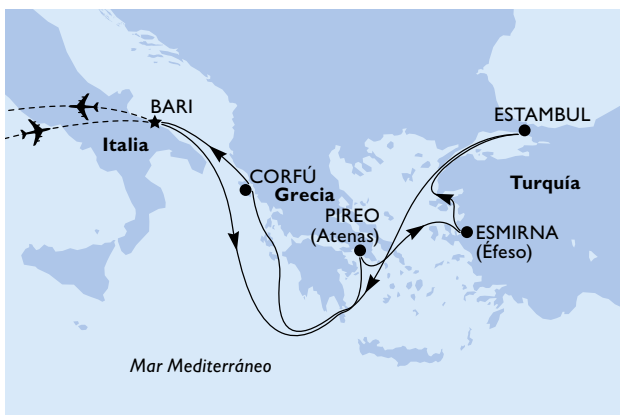 BARI
ESTAMBUL
Italia
CORFÚ
Grecia
Turquía
PIREO
(Atenas)
ESMIRNA
(Éfeso)
Mar Mediterráneo